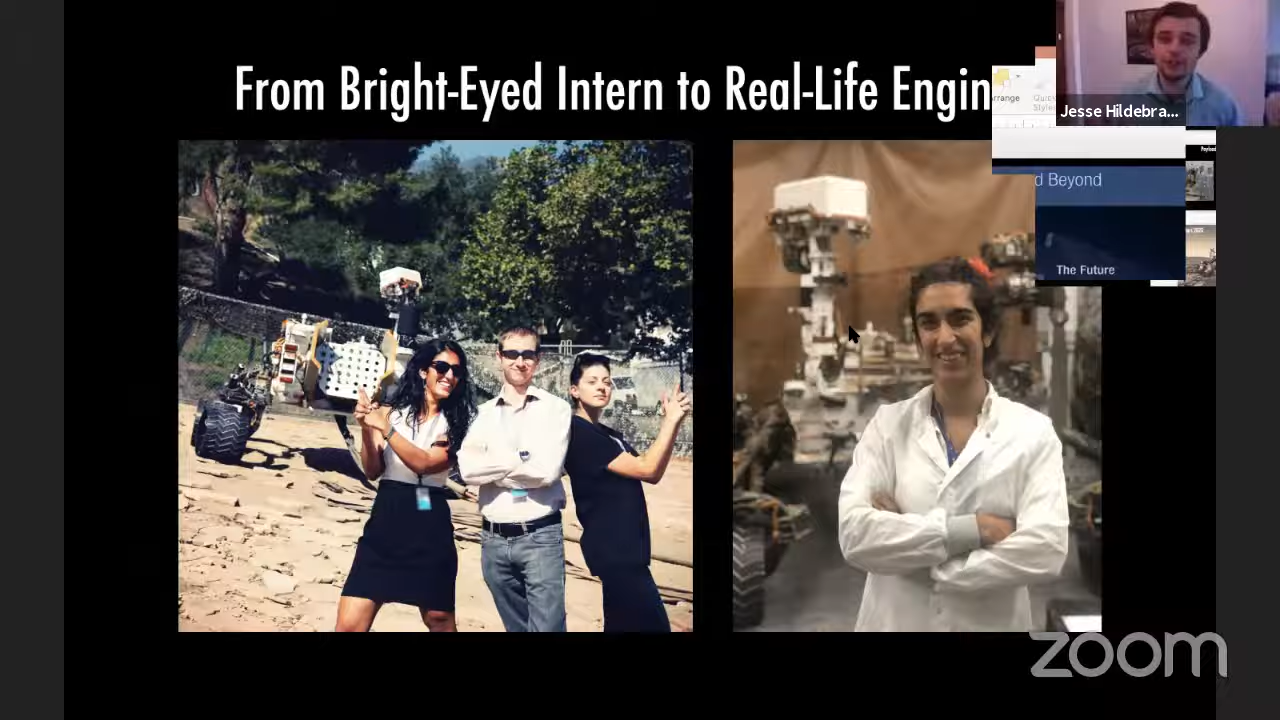 From Bright-Eyed Intern to Real-Life Engin
Jesse Hildebra...
d Beyond
The Future
zoom